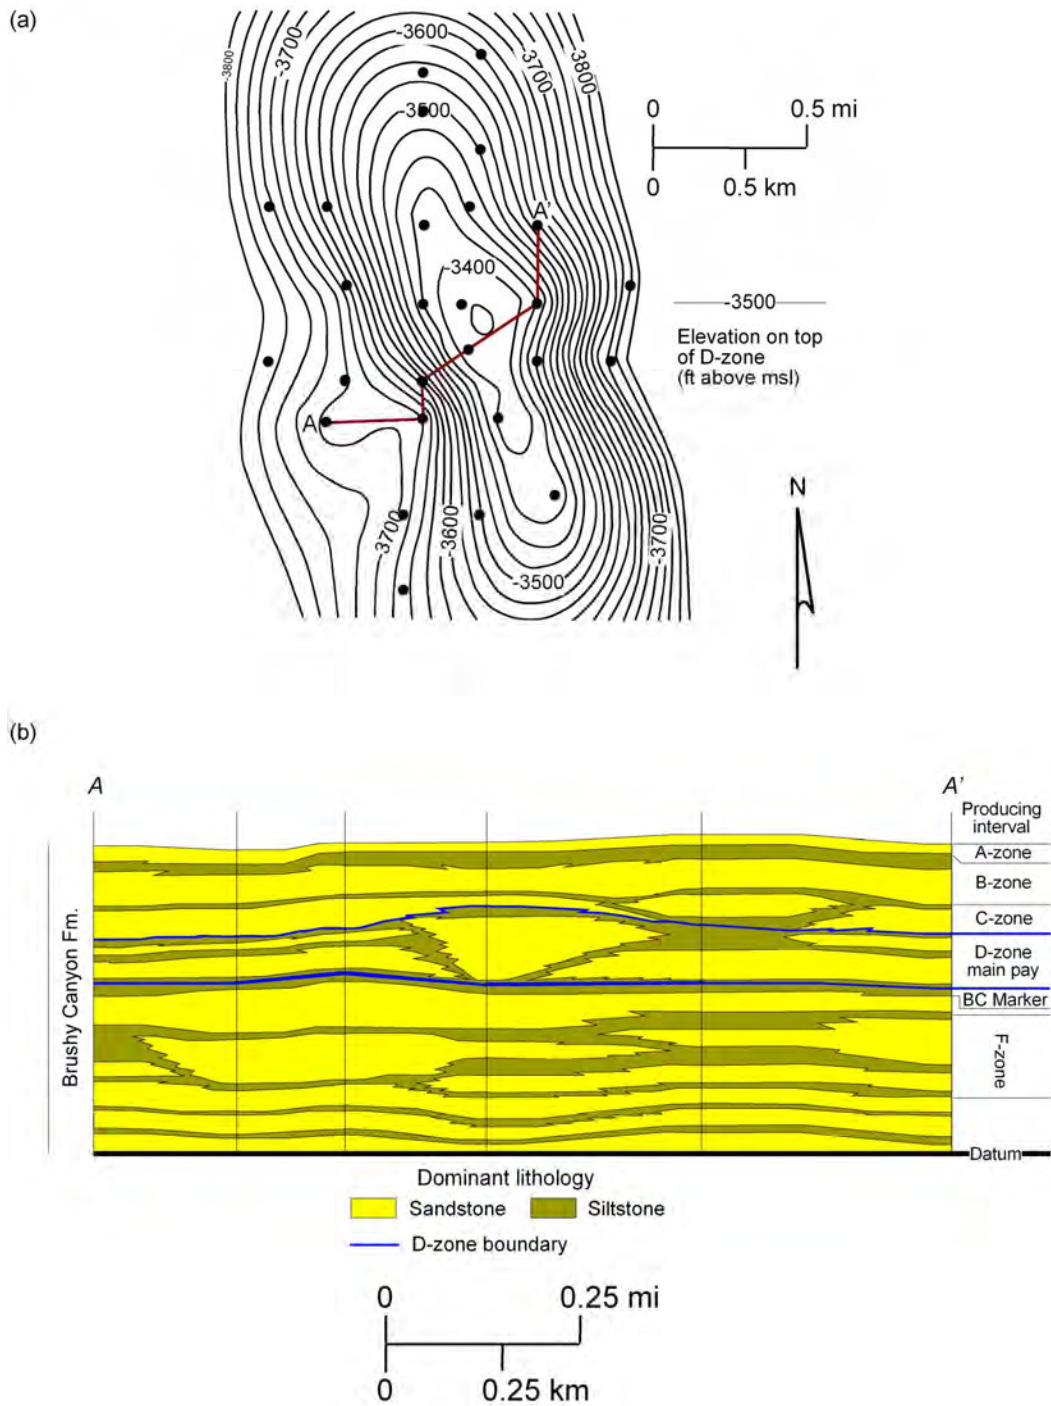 (a)
-3600
-3700
-3800
-3700
-3800
-3500
0 0.5 mi
0 0.5 km
A'
-3400
-3500
Elevation on top
of D-zone
(ft above msl)
A
N
-3700
-3600
-3700
-3500
(b)
A A'
Producing
interval
A-zone
B-zone
C-zone
D-zone
main pay
BC Marker
F-zone
Brushy Canyon Fm.
Datum
Dominant lithology
Sandstone Siltstone
D-zone boundary
0 0.25 mi
0 0.25 km